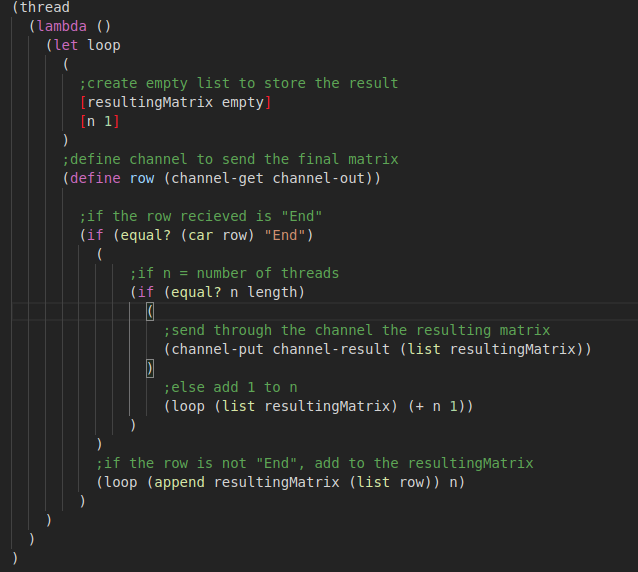 (thread
(lambda ()
(let loop
(
;create empty list to store the result
[resultingMatrix empty]
[n 1]
)
;define channel to send the final matrix
(define row (channel-get channel-out))
;if the row recieved is "End"
(if (equal? (car row) "End")
(
;if n = number of threads
(if (equal? n length)
(
;send through the channel the resulting matrix
(channel-put channel-result (list resultingMatrix))
)
;else add 1 to n
(loop (list resultingMatrix) (+ n 1))
)
)
;if the row is not "End", add to the resultingMatrix
(loop (append resultingMatrix (list row)) n)
)
)
)
)